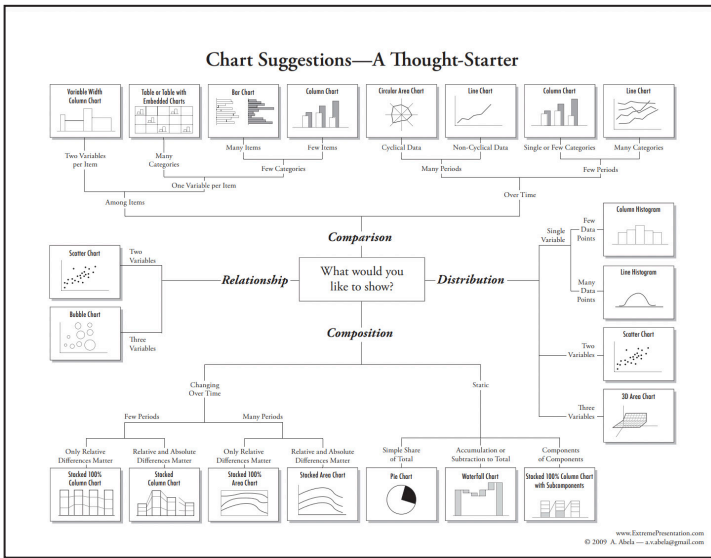 Chart Suggestions—A Thought-Starter
Variable Width
Column Chart
Table or Table with
Embedded Charts
Bar Chart
Column Chart
Circular Area Chart
Line Chart
Column Chart
Line Chart
Two Variables
per Item
Many
Categories
Many Items
Few Items
Cyclical Data
Non-Cyclical Data
Single or Few Categories
Many Categories
Few Categories
Many Periods
Few Periods
One Variable per Item
Among Items
Over Time
Comparison
What would you
like to show?
Relationship
Scatter Chart
Two
Variables
Bubble Chart
Three
Variables
Distribution
Single
Variable
Few
Data
Points
Column Histogram
Many
Data
Points
Line Histogram
Two
Variables
Scatter Chart
Three
Variables
3D Area Chart
Composition
Changing
Over Time
Static
Few Periods
Many Periods
Only Relative
Differences Matter
Relative and Absolute
Differences Matter
Only Relative
Differences Matter
Relative and Absolute
Differences Matter
Simple Share
of Total
Accumulation or
Subtraction to Total
Components
of Components
Stacked 100%
Column Chart
Stacked
Column Chart
Stacked 100%
Area Chart
Stacked Area Chart
Pie Chart
Waterfall Chart
Stacked 100% Column Chart
with Subcomponents
www.ExtremePresentation.com
© 2009 A. Abela — a.v.abela@gmail.com